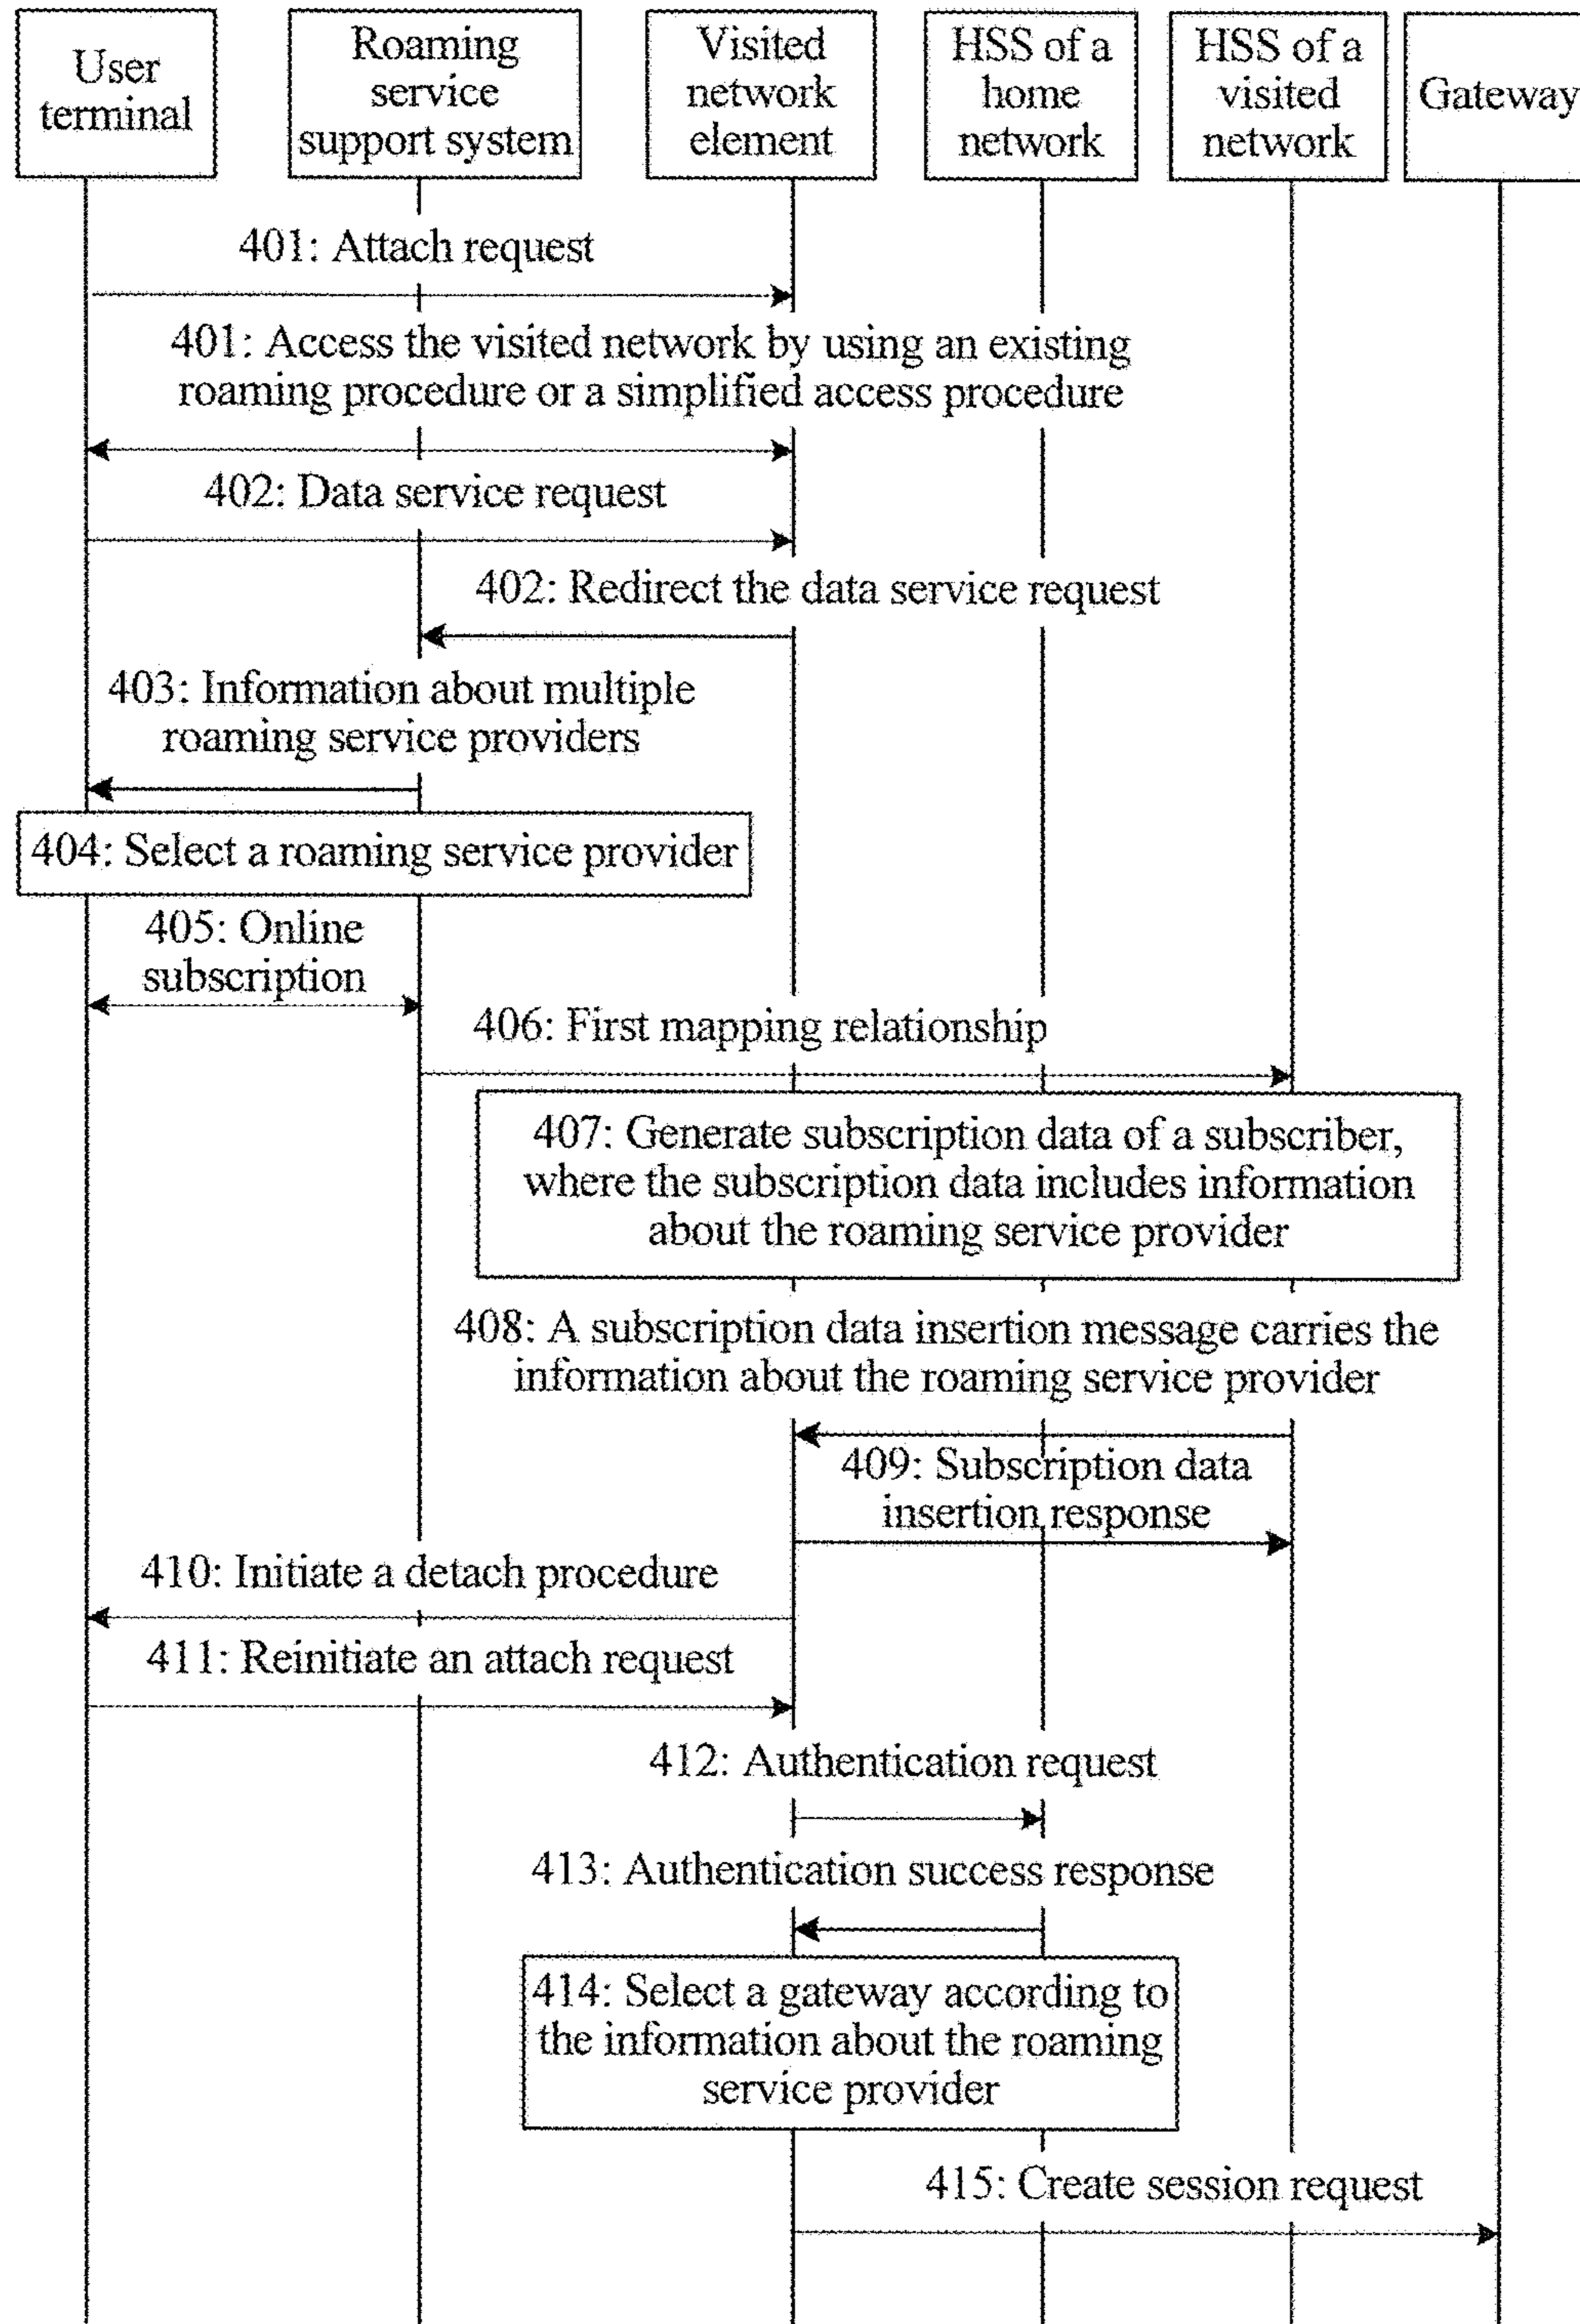 User
terminal
Roaming
service
support system
Visited
network
element
HSS of a
home
network
HSS of a
visited
network
Gateway
401: Attach request
401: Access the visited network by using an existing
roaming procedure or a simplified access procedure
402: Data service request
402: Redirect the data service request
403: Information about multiple
roaming service providers
404: Select a roaming service provider
405: Online
subscription
406: First mapping relationship
407: Generate subscription data of a subscriber,
where the subscription data includes information
about the roaming service provider
408: A subscription data insertion message carries the
information about the roaming service provider
409: Subscription data
insertion response
410: Initiate a detach procedure
411: Reinitiate an attach request
412: Authentication request
413: Authentication success response
414: Select a gateway according to
the information about the roaming
service provider
415: Create session request